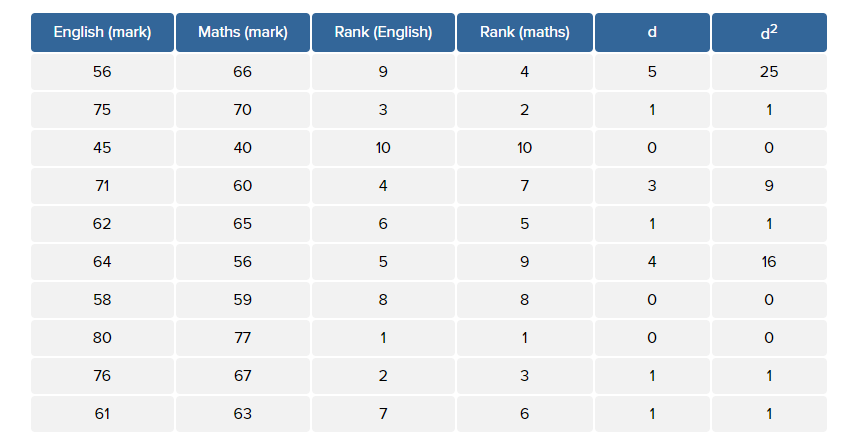 English (mark) Maths (mark) Rank (English) Rank (maths) d d2
56 66 9 4 5 25
75 70 3 2 1 1
45 40 10 10 0 0
71 60 4 7 3 9
62 65 6 5 1 1
64 56 5 9 4 16
58 59 8 8 0 0
80 77 1 1 0 0
76 67 2 3 1 1
61 63 7 6 1 1